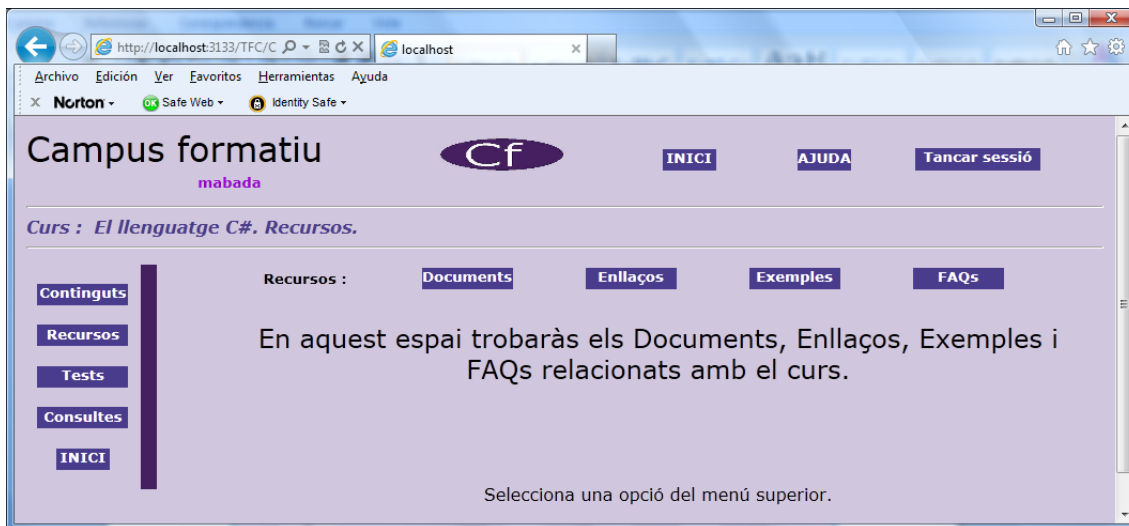 http://localhost:3133/TFC/C
localhost
Archivo Edición Ver Favoritos Herramientas Ayuda
Norton
OK Safe Web
Identity Safe
Campus formatiu
Cf
INICI
AJUDA
Tancar sessió
mabada
Curs : El llenguatge C#. Recursos.
Recursos :
Documents
Enllaços
Exemples
FAQs
Continguts
Recursos
Tests
Consultes
INICI
En aquest espai trobaràs els Documents, Enllaços, Exemples i
FAQs relacionats amb el curs.
Selecciona una opció del menú superior.